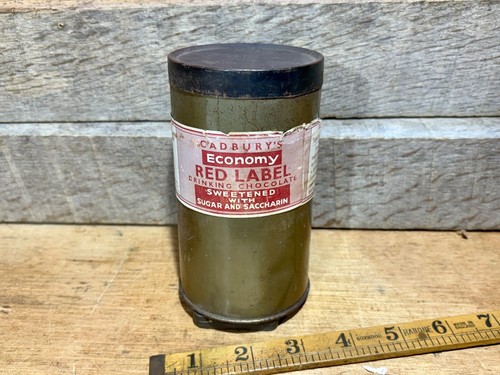 CADBURY'S
Economy
RED LABEL
DRINKING CHOCOLATE
SWEETENED
WITH
SUGAR AND SACCHARIN
1 2 3 4 5 6 7